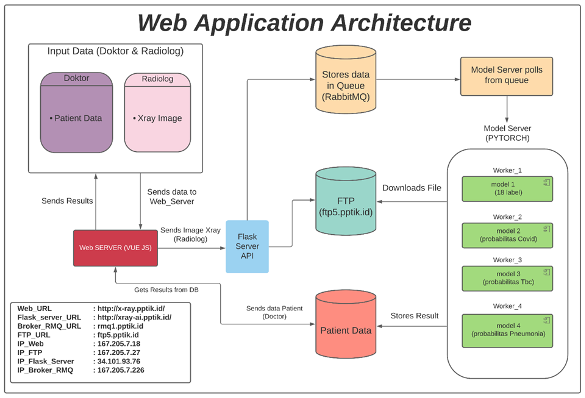 Web Application Architecture
Input Data (Doktor & Radiolog)
Doktor
• Patient Data
Radiolog
• Xray Image
Stores data
in Queue
(RabbitMQ)
Model Server polls
from queue
Model Server
(PYTORCH)
Sends Results
Sends data to
Web_Server
Web SERVER (VUE JS)
Sends Image Xray
(Radiolog)
Flask
Server
API
FTP
(ftp5.pptik.id)
Downloads File
Worker_1
model 1
(18 label)
Worker_2
model 2
(probabilitas Covid)
Worker_3
model 3
(probabilitas Tbc)
Worker_4
model 4
(probabilitas Pneumonia)
Gets Results from DB
Sends data Patient
(Doctor)
Patient Data
Stores Result
Web_URL : http://x-ray.pptik.id/
Flask_server_URL : http://xray-ai.pptik.id/
Broker_RMQ_URL : rmq1.pptik.id
FTP_URL : ftp5.pptik.id
IP_Web : 167.205.7.18
IP_FTP : 167.205.7.27
IP_Flask_Server : 34.101.93.76
IP_Broker_RMQ : 167.205.7.226